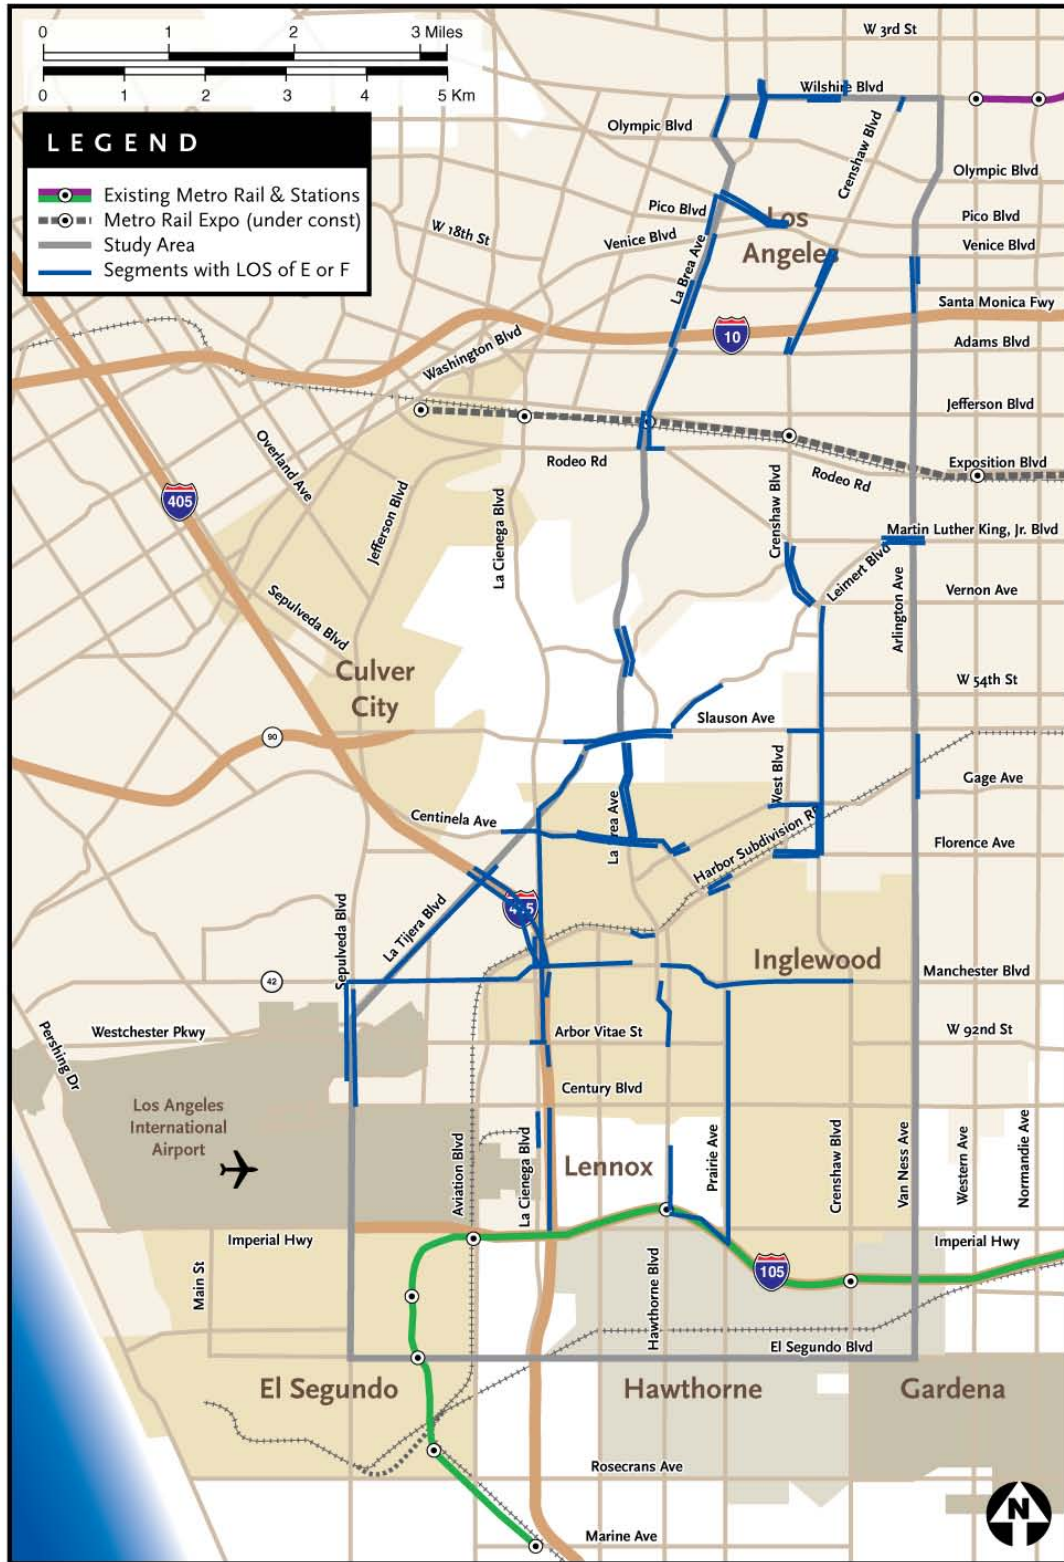 0 1 2 3 Miles
0 1 2 3 4 5 Km
LEGEND
Existing Metro Rail & Stations
Metro Rail Expo (under const)
Study Area
Segments with LOS of E or F
W 3rd St
Wilshire Blvd
Olympic Blvd
Crenshaw Blvd
Olympic Blvd
Pico Blvd
Los
Angeles
Pico Blvd
W 18th St
Venice Blvd
Venice Blvd
La Brea Ave
Santa Monica Fwy
10
Adams Blvd
Washington Blvd
Jefferson Blvd
Overland Ave
Rodeo Rd
Exposition Blvd
Rodeo Rd
405
Jefferson Blvd
La Cienega Blvd
Crenshaw Blvd
Martin Luther King, Jr. Blvd
Leimert Blvd
Vernon Ave
Arlington Ave
Sepulveda Blvd
Culver
City
W 54th St
Slauson Ave
90
West Blvd
Gage Ave
Centinela Ave
La Brea Ave
Harbor Subdivision RR
Florence Ave
405
Sepulveda Blvd
La Tijera Blvd
Inglewood
Manchester Blvd
42
Pershing Dr
Westchester Pkwy
Arbor Vitae St
W 92nd St
Century Blvd
Los Angeles
International
Airport
Aviation Blvd
La Cienega Blvd
Lennox
Prairie Ave
Crenshaw Blvd
Van Ness Ave
Western Ave
Normandie Ave
Imperial Hwy
Imperial Hwy
Main St
105
Hawthorne Blvd
El Segundo Blvd
El Segundo
Hawthorne
Gardena
Rosecrans Ave
Marine Ave
N